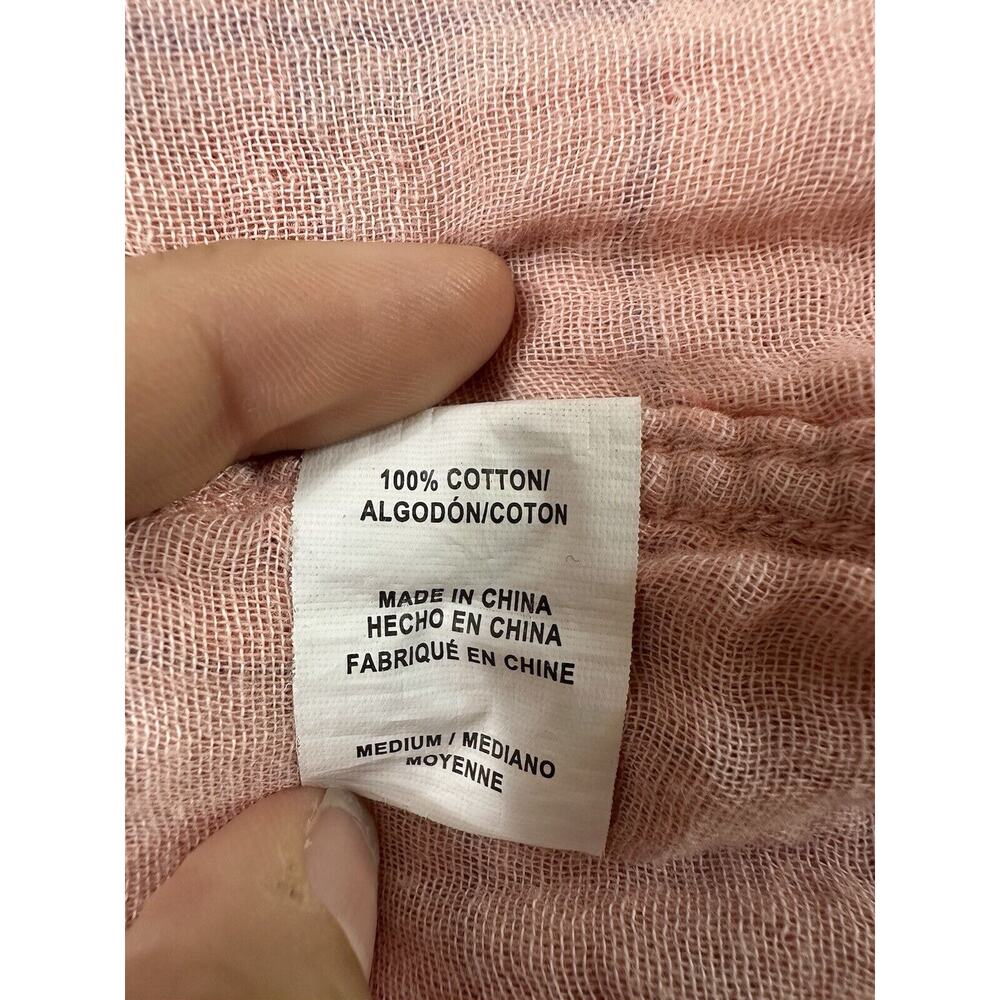 100% COTTON/
ALGODÓN/COTON
MADE IN CHINA
HECHO EN CHINA
FABRIQUÉ EN CHINE
MEDIUM / MEDIANO
MOYENNE